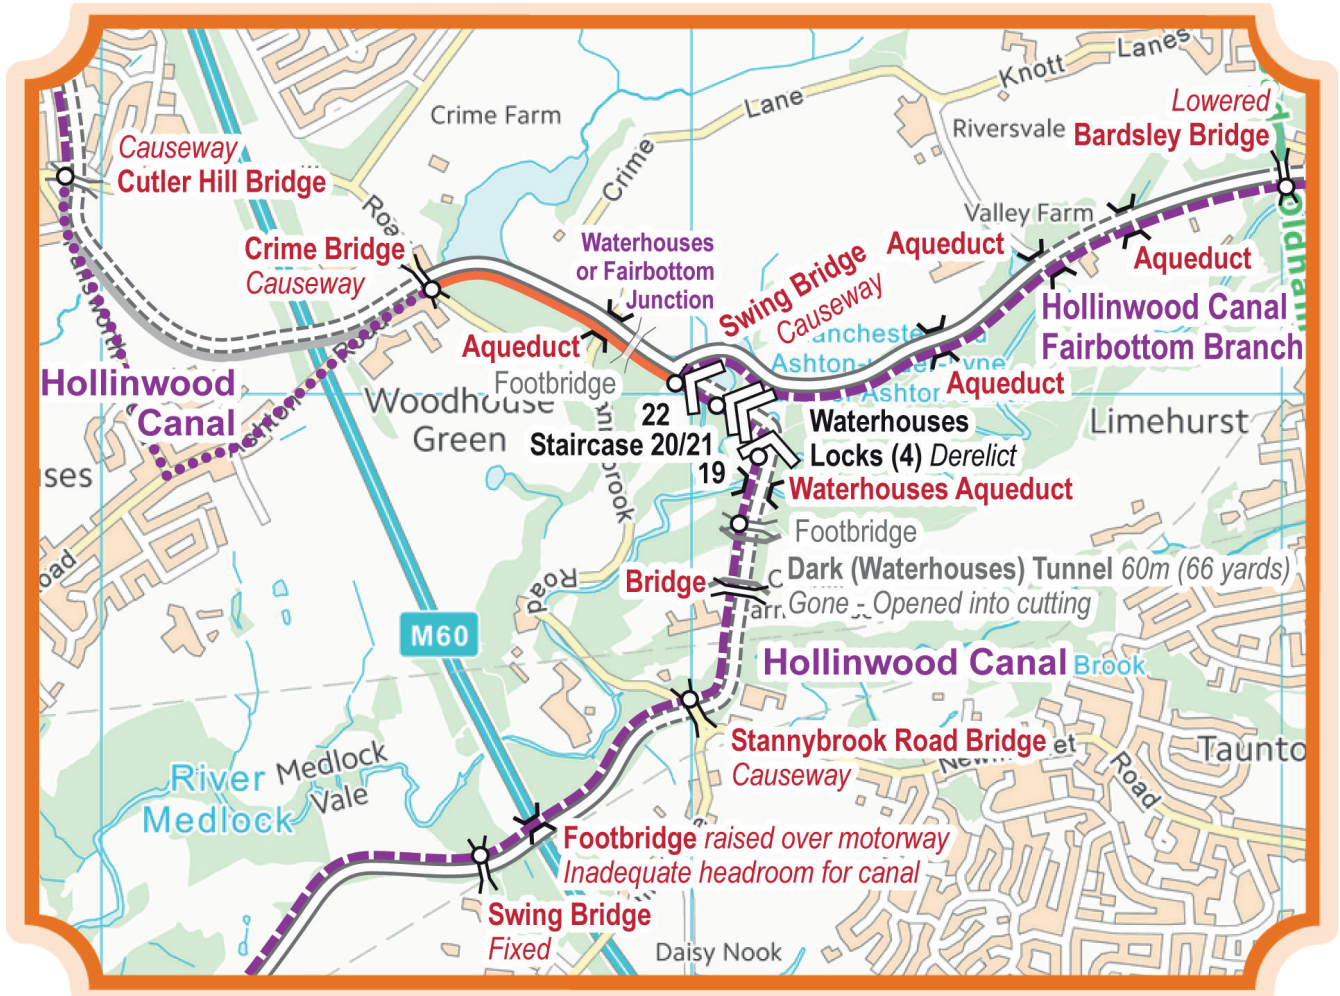 Knott
Lanes
Lane
Crime
Crime Farm
Riversvale
Lowered
Bardsley Bridge
Causeway
Cutler Hill Bridge
Valley Farm
Crime Bridge
Causeway
Waterhouses
or Fairbottom
Junction
Swing Bridge
Causeway
Aqueduct
Aqueduct
Hollinwood Canal
Fairbottom Branch
Aqueduct
Footbridge
Aqueduct
Hollinwood
Canal
Woodhouse
Green
22
Staircase 20/21
19
Waterhouses
Locks (4) Derelict
Limehurst
Waterhouses Aqueduct
Footbridge
Bridge
Dark (Waterhouses) Tunnel 60m (66 yards)
Gone - Opened into cutting
Road
M60
Hollinwood Canal
Brook
Stannybrook Road Bridge
Causeway
Road
River
Medlock
Medlock
Vale
Footbridge raised over motorway
Inadequate headroom for canal
Swing Bridge
Fixed
Daisy Nook